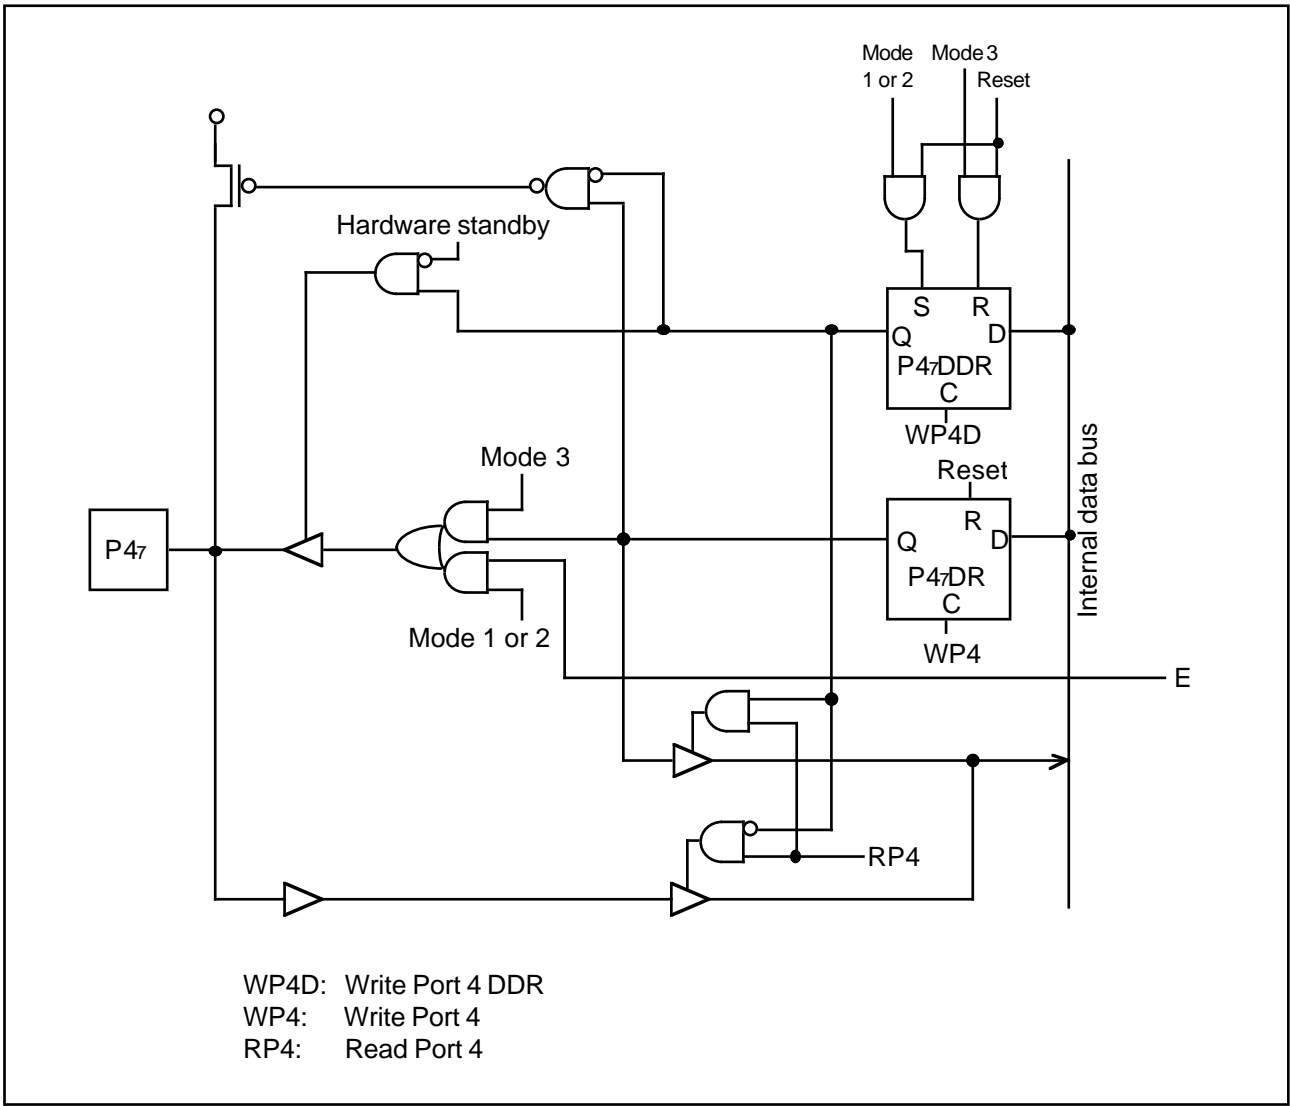 Mode 1 or 2
Mode 3
Reset
Hardware standby
S R
Q D
P47DDR
C
WP4D
Mode 3
Reset
R
P47
Q D
P47DR
C
Internal data bus
Mode 1 or 2
WP4
E
RP4
WP4D: Write Port 4 DDR
WP4: Write Port 4
RP4: Read Port 4